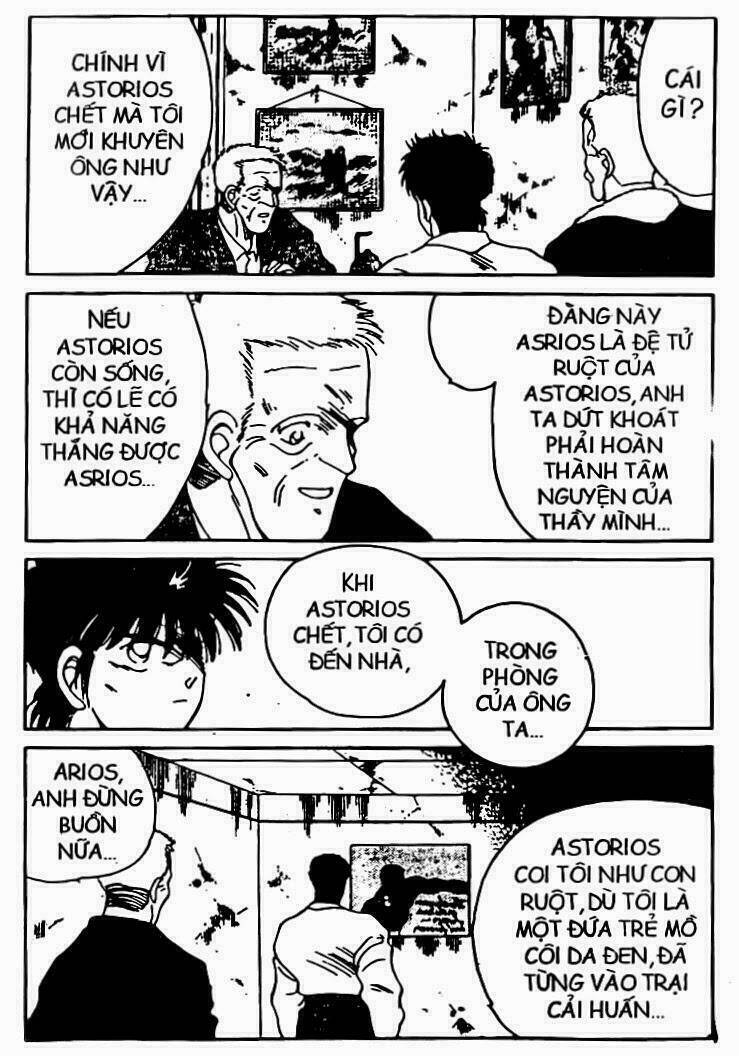 CHÍNH VÌ
ASTORIOS
CHẾT MÀ TÔI
MỚI KHUYÊN
ÔNG NHƯ
VẬY...
CÁI
GÌ?
NẾU
ASTORIOS
CÒN SỐNG,
THÌ CÓ LẼ CÓ
KHẢ NĂNG
THẮNG ĐƯỢC
ASRIOS...
ĐẰNG NÀY
ASRIOS LÀ ĐỆ TỬ
RUỘT CỦA
ASTORIOS, ANH
TA DỨT KHOÁT
PHẢI HOÀN
THÀNH TÂM
NGUYỆN CỦA
THẦY MÌNH...
KHI
ASTORIOS
CHẾT, TÔI CÓ
ĐẾN NHÀ,
TRONG
PHÒNG
CỦA ÔNG
TA...
ARIOS,
ANH ĐỪNG
BUỒN
NỮA...
ASTORIOS
COI TÔI NHƯ CON
RUỘT, DÙ TÔI LÀ
MỘT ĐỨA TRẺ MỒ
CÔI DA ĐEN, ĐÃ
TỪNG VÀO TRẠI
CẢI HUẤN...